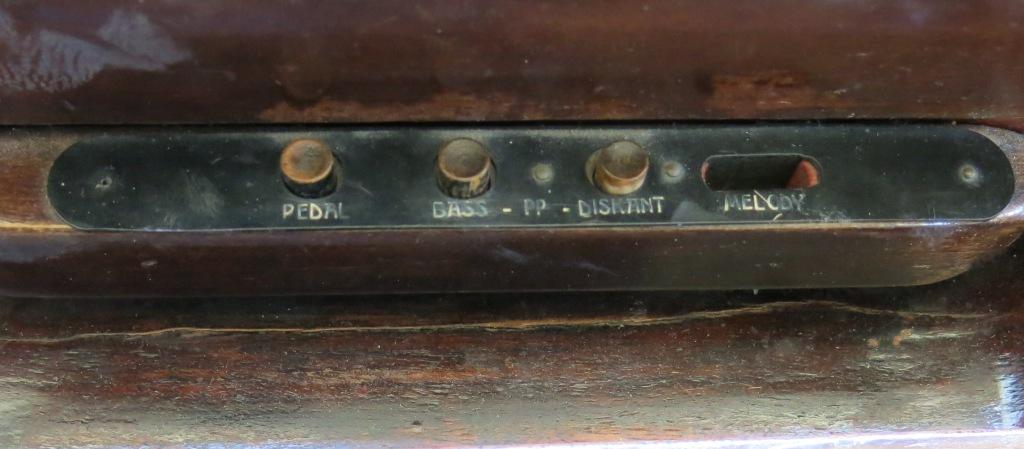 PEDAL BASS - PP - DISKANT MELODY